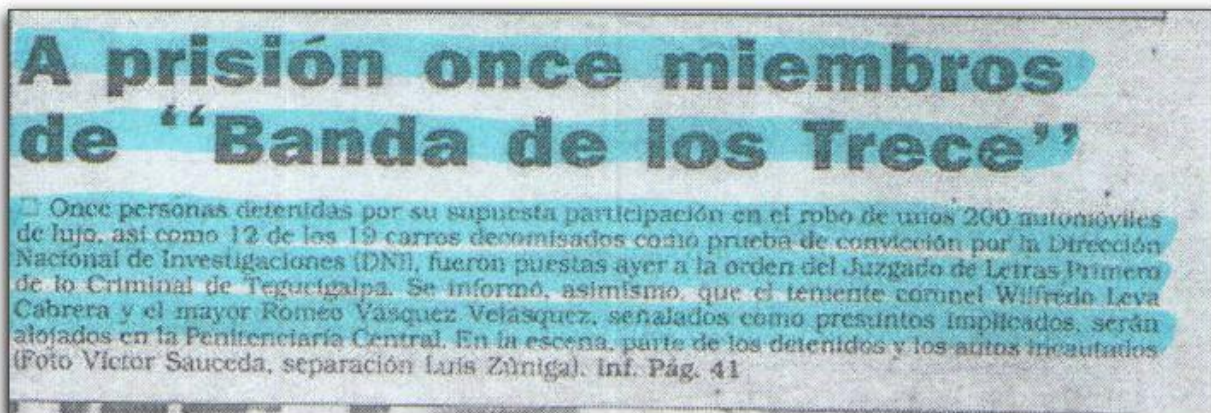 A prisión once miembros
de “Banda de los Trece”
□ Once personas detenidas por su supuesta participación en el robo de unos 200 automóviles
de lujo, así como 12 de los 19 carros decomisados como prueba de convicción por la Dirección
Nacional de Investigaciones (DNI), fueron puestas ayer a la orden del Juzgado de Letras Primero
de lo Criminal de Tegucigalpa. Se informó, asimismo, que el teniente coronel Wilfredo Leva
Cabrera y el mayor Romeo Vásquez Velásquez, señalados como presuntos implicados, serán
alojados en la Penitenciaría Central. En la escena, parte de los detenidos y los autos incautados
(Foto Víctor Sauceda, separación Luis Zúniga). Inf. Pág. 41